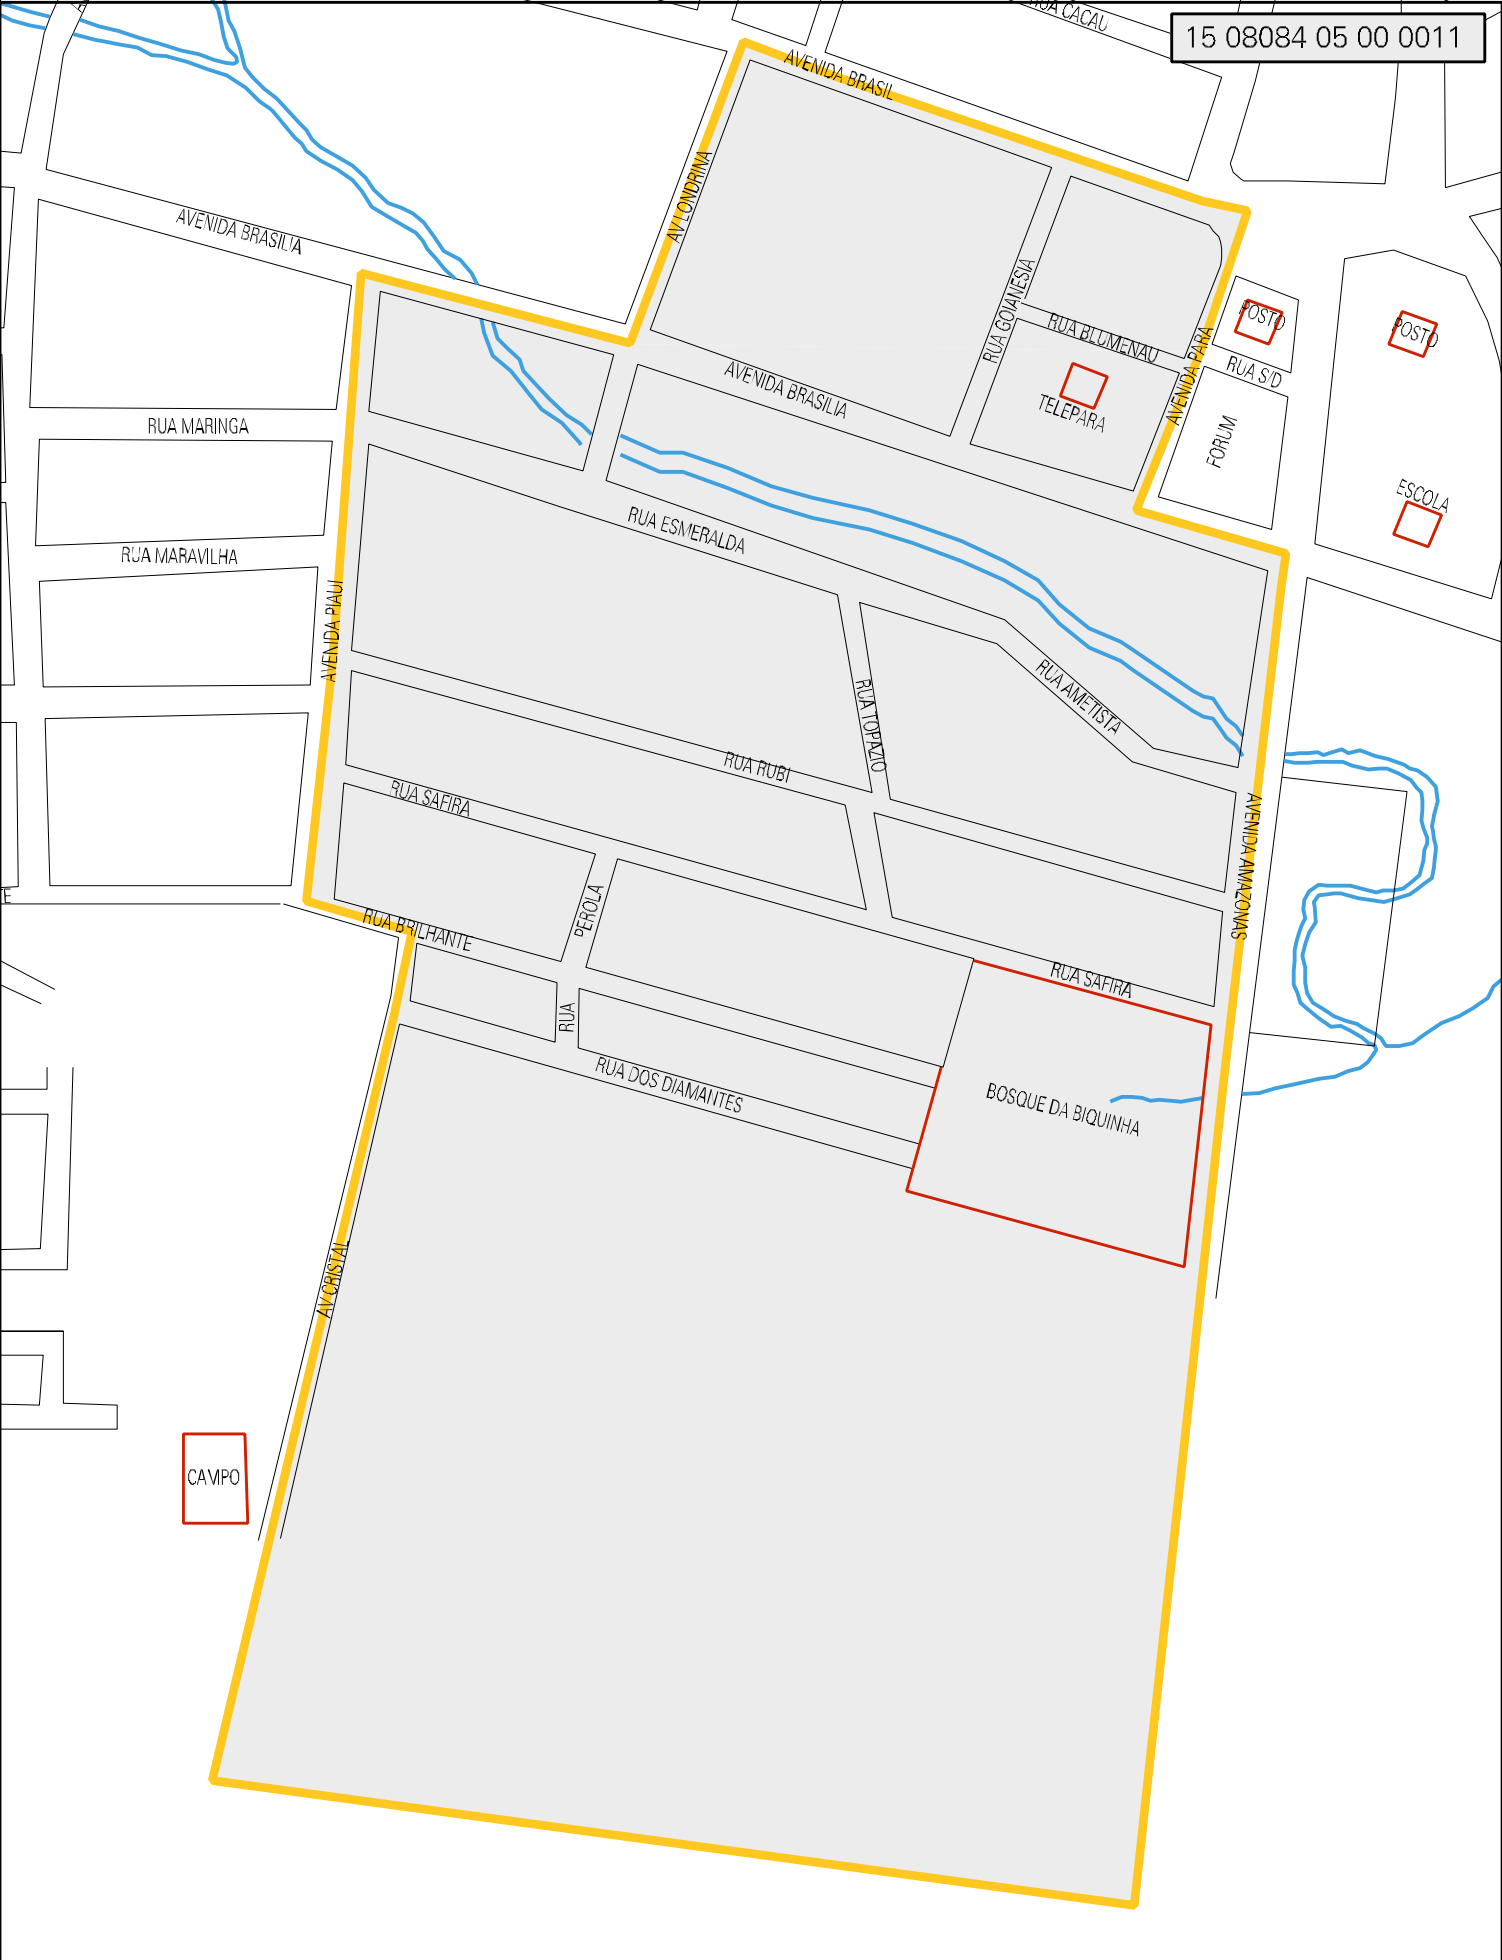 RUA CACAU
15 08084 05 00 0011
AVENIDA BRASIL
AV LONDRINA
AVENIDA BRASILIA
RUA GOIANESIA
POSTO
POSTO
RUA BLUMENAU
AVENIDA PARA
RUA S/D
AVENIDA BRASILIA
TELEPARA
RUA MARINGA
FORUM
ESCOLA
RUA ESMERALDA
RUA MARAVILHA
AVENIDA PIAUI
RUA AMETISTA
RUA TOPAZIO
RUA RUBI
RUA SAFIRA
AVENIDA AMAZONAS
TE
PEROLA
RUA BRILHANTE
RUA SAFIRA
RUA
RUA DOS DIAMANTES
BOSQUE DA BIQUINHA
AV CRISTAL
CAMPO